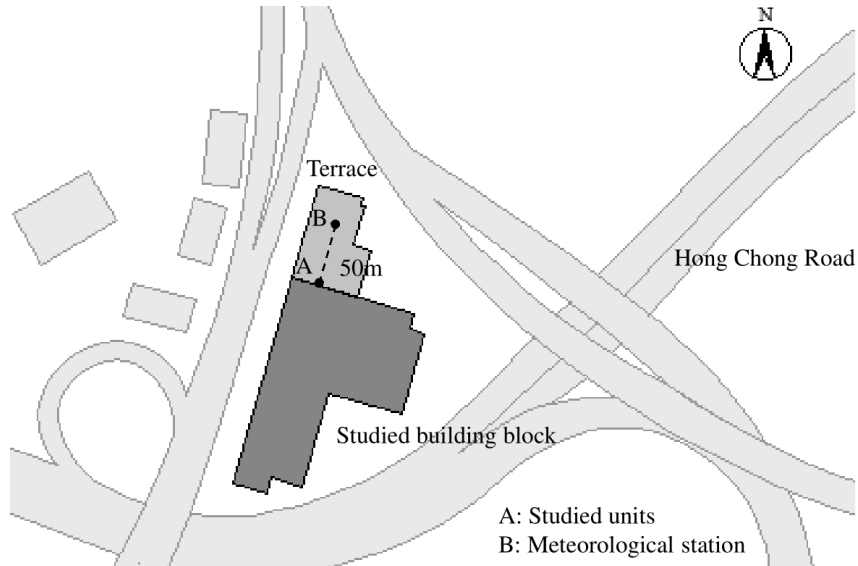 N
Terrace
B
A
50m
Hong Chong Road
Studied building block
A: Studied units
B: Meteorological station